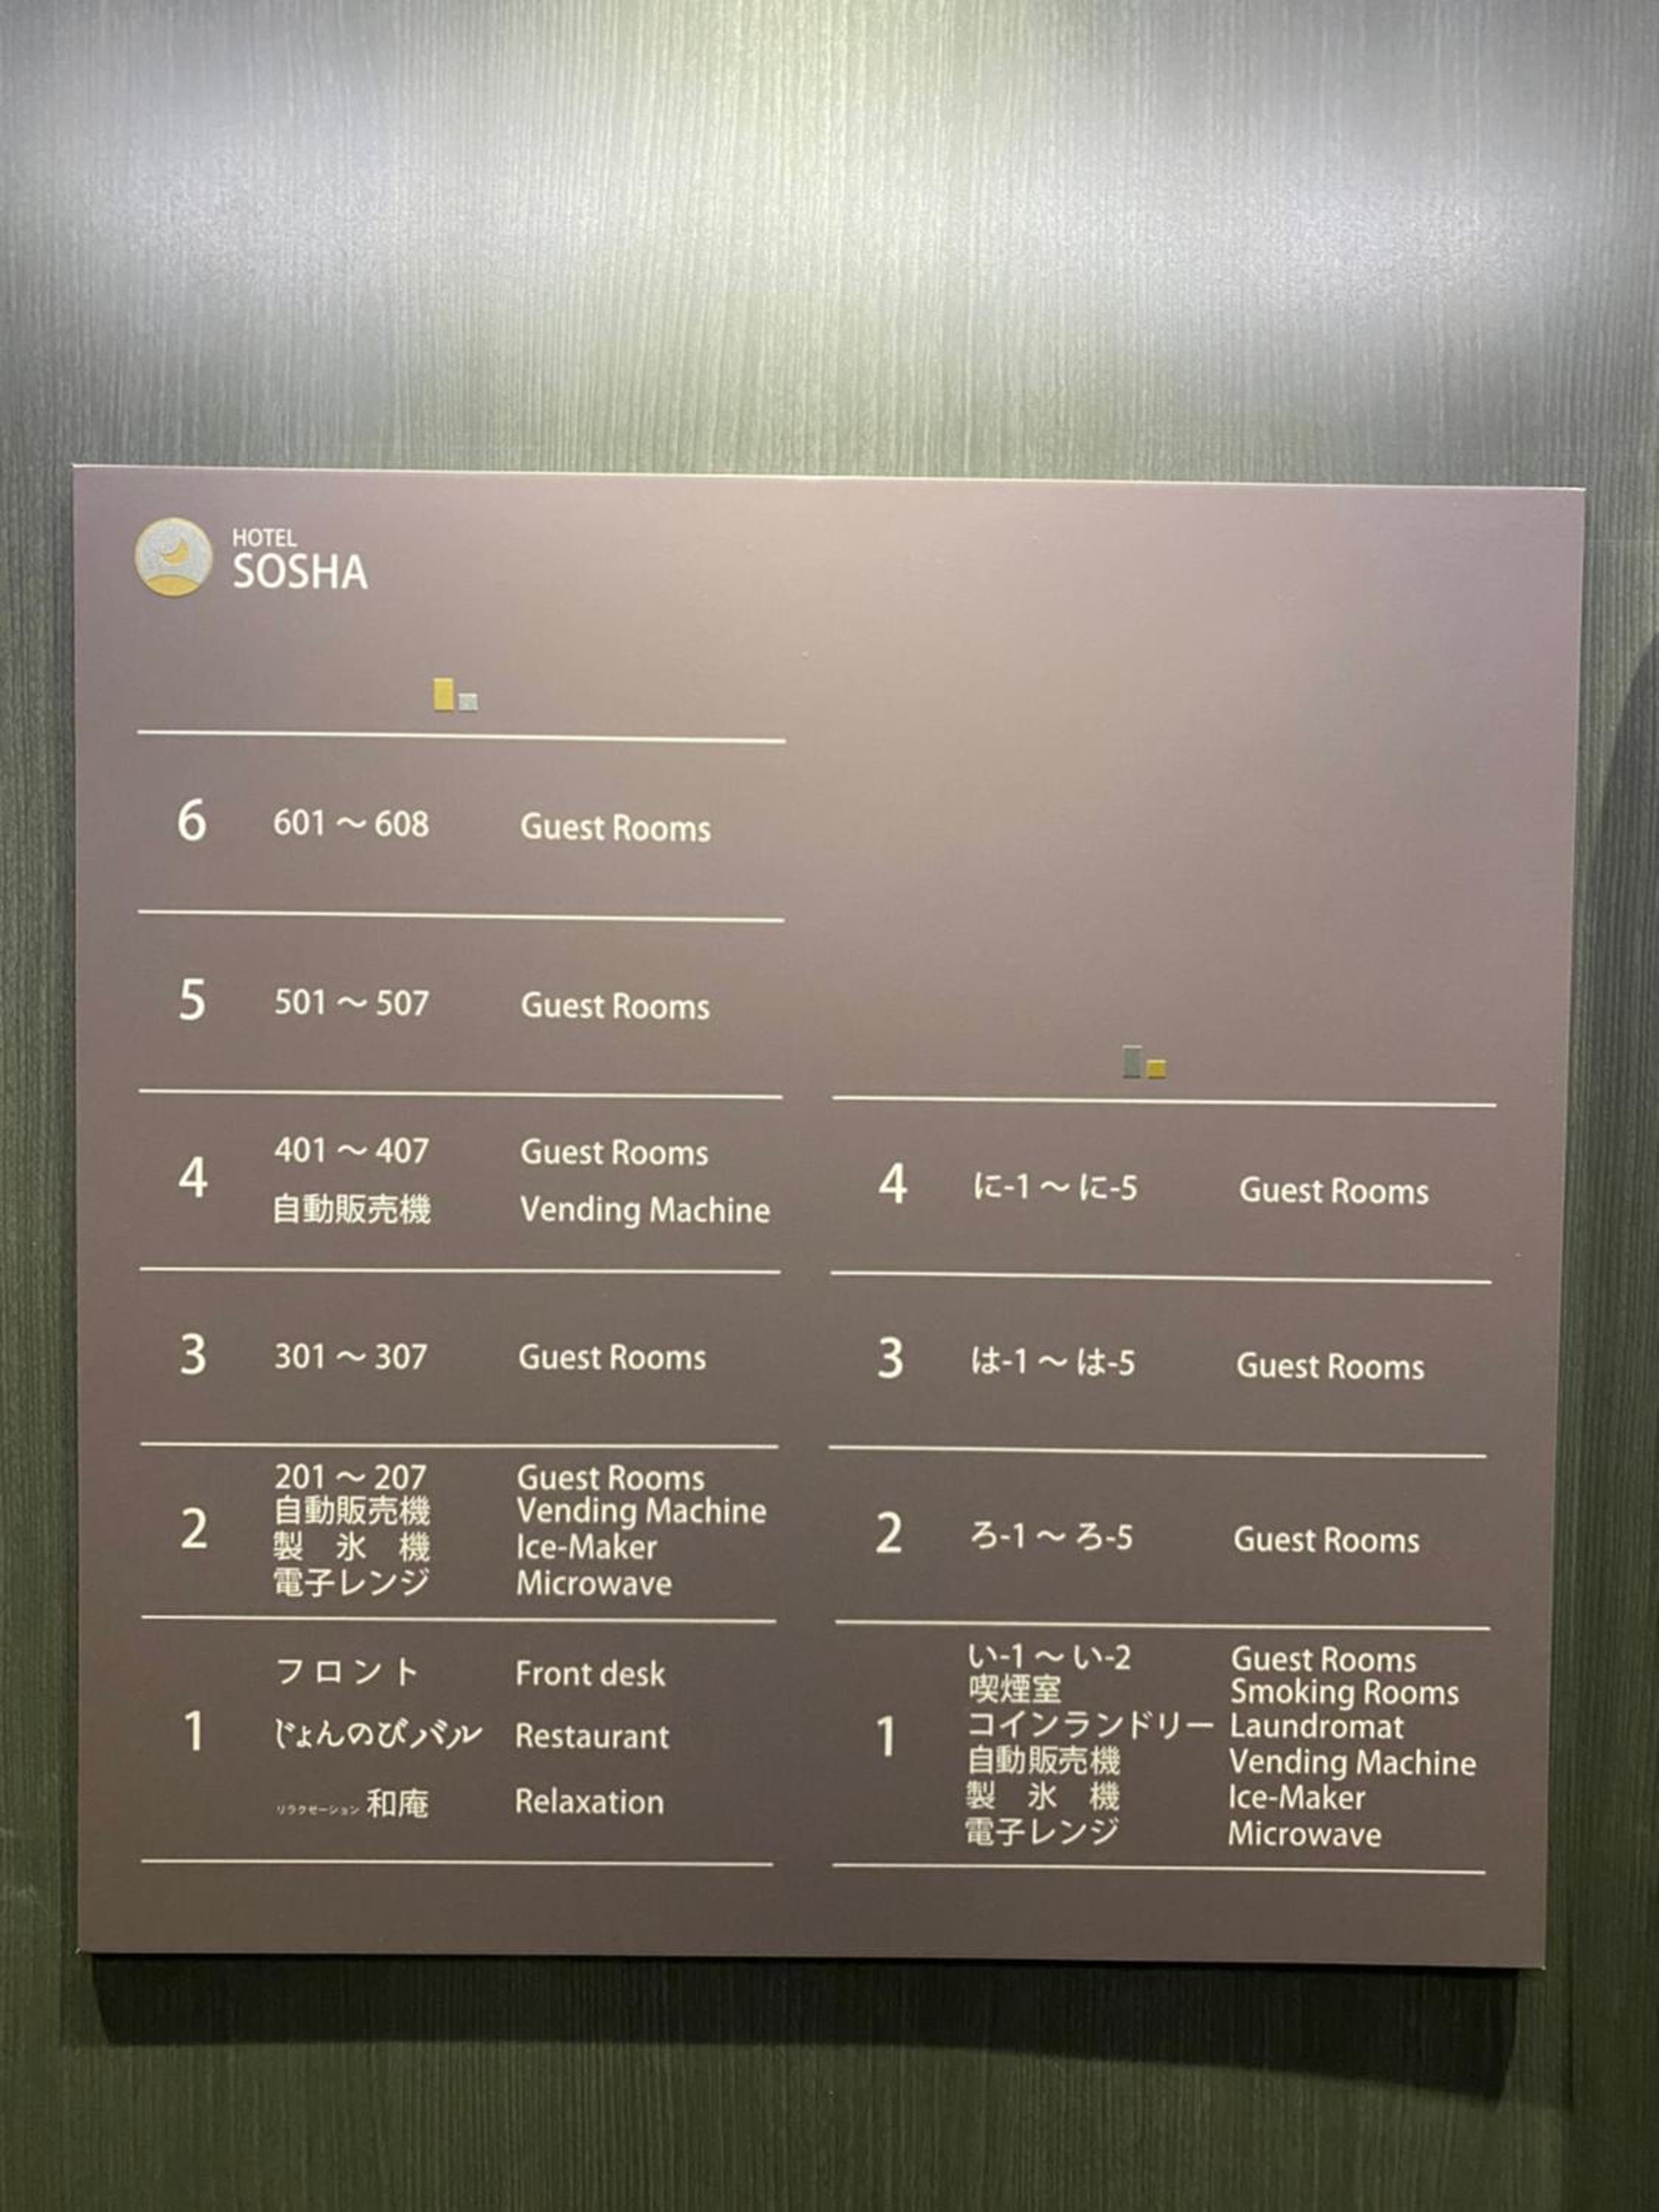 HOTEL
SOSHA
6 601～608 Guest Rooms
5 501～507 Guest Rooms
4 401～407 Guest Rooms
自動販売機 Vending Machine
3 301～307 Guest Rooms
2 201～207 Guest Rooms
自動販売機 Vending Machine
製氷機 Ice-Maker
電子レンジ Microwave
1 フロント Front desk
じょんのびバル Restaurant
リラクゼーション 和庵 Relaxation
4 に-1～に-5 Guest Rooms
3 は-1～は-5 Guest Rooms
2 ろ-1～ろ-5 Guest Rooms
1 い-1～い-2 Guest Rooms
喫煙室 Smoking Rooms
コインランドリー Laundromat
自動販売機 Vending Machine
製氷機 Ice-Maker
電子レンジ Microwave